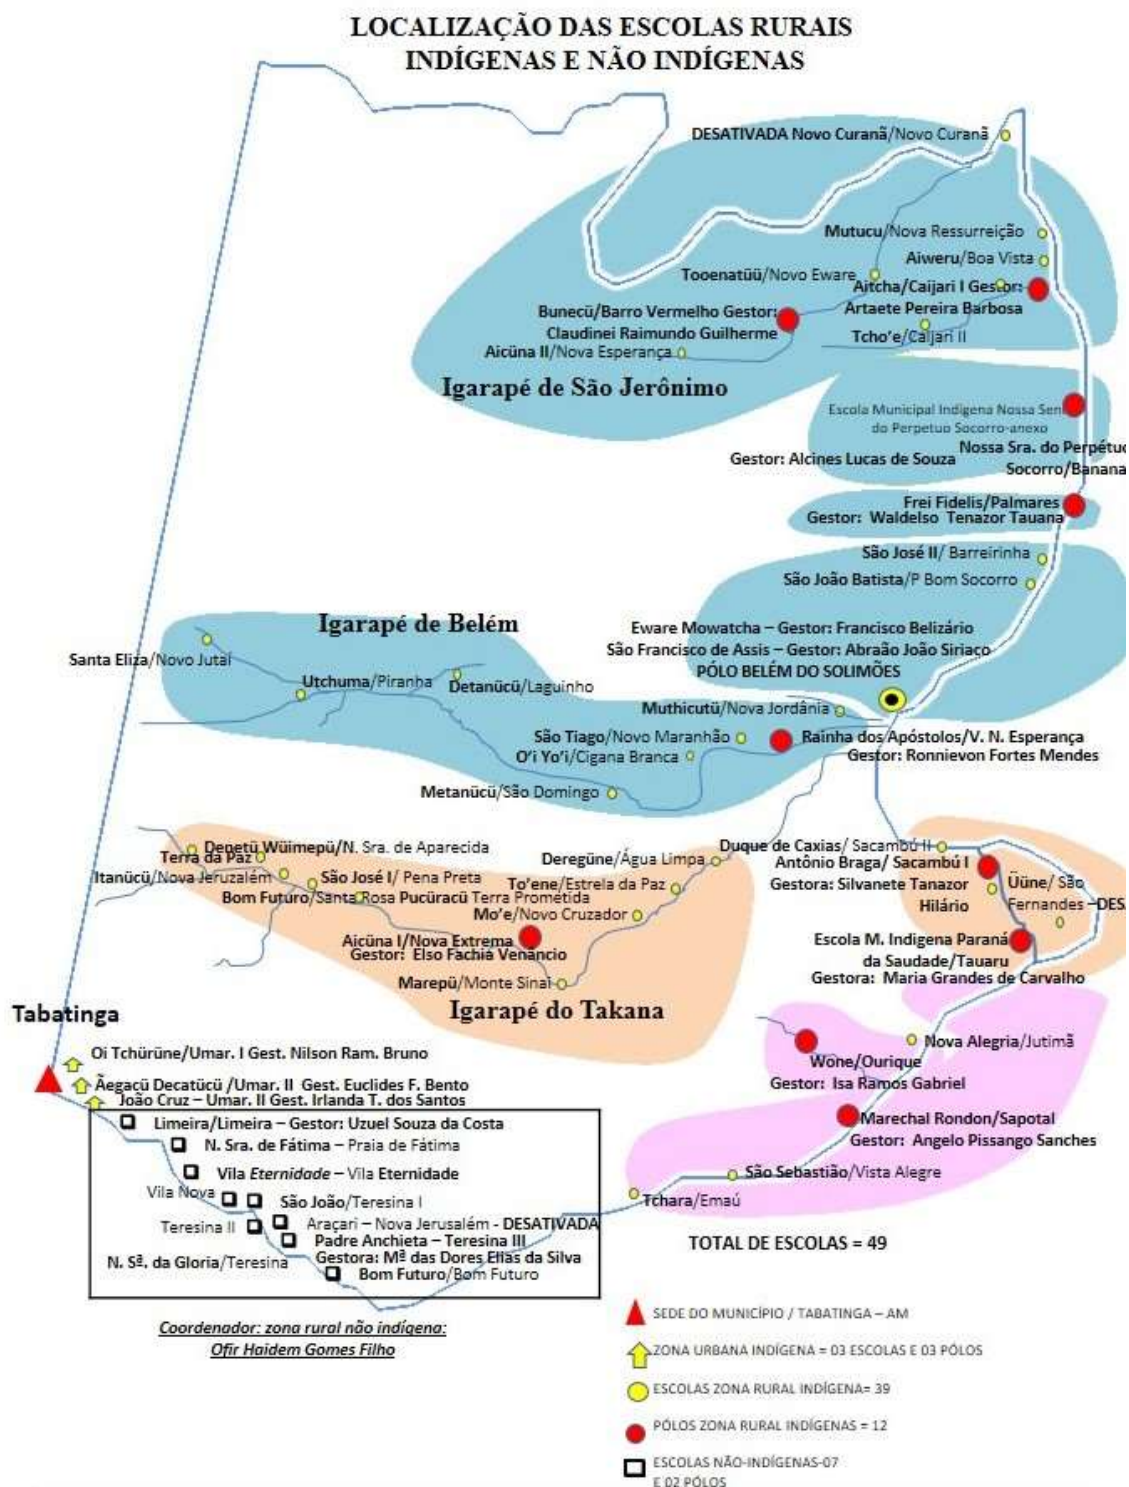 LOCALIZAÇÃO DAS ESCOLAS RURAIS
INDÍGENAS E NÃO INDÍGENAS
DESATIVADA Novo Curanã/Novo Curanã
Mutucu/Nova Ressurreição
Aiweru/Boa Vista
Tooenatüü/Novo Eware
Aitcha/Caijari I Gestor:
Artaete Pereira Barbosa
Bunecü/Barro Vermelho Gestor:
Claudinei Raimundo Guilherme
Tcho'e/Caijari II
Aicüna II/Nova Esperança
Igarapé de São Jerônimo
Escola Municipal Indígena Nossa Sen
do Perpetuo Socorro-anexo
Nossa Sra. do Perpétuo
Socorro/Banana
Gestor: Alcines Lucas de Souza
Frei Fidelis/Palmares
Gestor: Waldelso Tenazor Tauana
São José II/ Barreirinha
São João Batista/P Bom Socorro
Igarapé de Belém
Eware Mowatcha – Gestor: Francisco Belizário
São Francisco de Assis – Gestor: Abraão João Siriaco
PÓLO BELÉM DO SOLIMÕES
Santa Eliza/Novo Jutaí
Utchuma/Piranha
Detanücü/Laguinho
Muthicutü/Nova Jordânia
São Tiago/Novo Maranhão
Rainha dos Apóstolos/V. N. Esperança
Gestor: Ronnievon Fortes Mendes
O'i Yo'i/Cigana Branca
Metanücü/São Domingo
Denetü Wüimepü/N. Sra. de Aparecida
Terra da Paz
Itanücü/Nova Jeruzalém
São José I/ Pena Preta
Bom Futuro/Santa Rosa Pucüracü Terra Prometida
Deregüne/Água Limpa
To'ene/Estrela da Paz
Mo'e/Novo Cruzador
Aicüna I/Nova Extrema
Gestor: Elso Fachia Venâncio
Marepü/Monte Sinai
Igarapé do Takana
Duque de Caxias/ Sacambú II
Antônio Braga/ Sacambú I
Gestora: Silvanete Tanazor
Hilário
Üüne/ São
Fernandes –DESA
Escola M. Indigena Paraná
da Saudade/Tauaru
Gestora: Maria Grandes de Carvalho
Nova Alegria/Jutimã
Wone/Ourique
Gestor: Isa Ramos Gabriel
Marechal Rondon/Sapotal
Gestor: Angelo Pissango Sanches
São Sebastião/Vista Alegre
Tchara/Emaú
Tabatinga
Oi Tchürüne/Umar. I Gest. Nilson Ram. Bruno
Ãegacü Decatücü /Umar. II Gest. Euclides F. Bento
João Cruz – Umar. II Gest. Irlanda T. dos Santos
Limeira/Limeira – Gestor: Uzuel Souza da Costa
N. Sra. de Fátima – Praia de Fátima
Vila Eternidade – Vila Eternidade
Vila Nova
São João/Teresina I
Teresina II
Araçari – Nova Jerusalém - DESATIVADA
Padre Anchieta – Teresina III
Gestora: Mª das Dores Elias da Silva
N. Sª. da Gloria/Teresina
Bom Futuro/Bom Futuro
Coordenador: zona rural não indígena:
Ofir Haidem Gomes Filho
TOTAL DE ESCOLAS = 49
SEDE DO MUNICÍPIO / TABATINGA – AM
ZONA URBANA INDÍGENA = 03 ESCOLAS E 03 PÓLOS
ESCOLAS ZONA RURAL INDÍGENA= 39
PÓLOS ZONA RURAL INDÍGENAS = 12
ESCOLAS NÃO-INDÍGENAS-07
E 02 PÓLOS